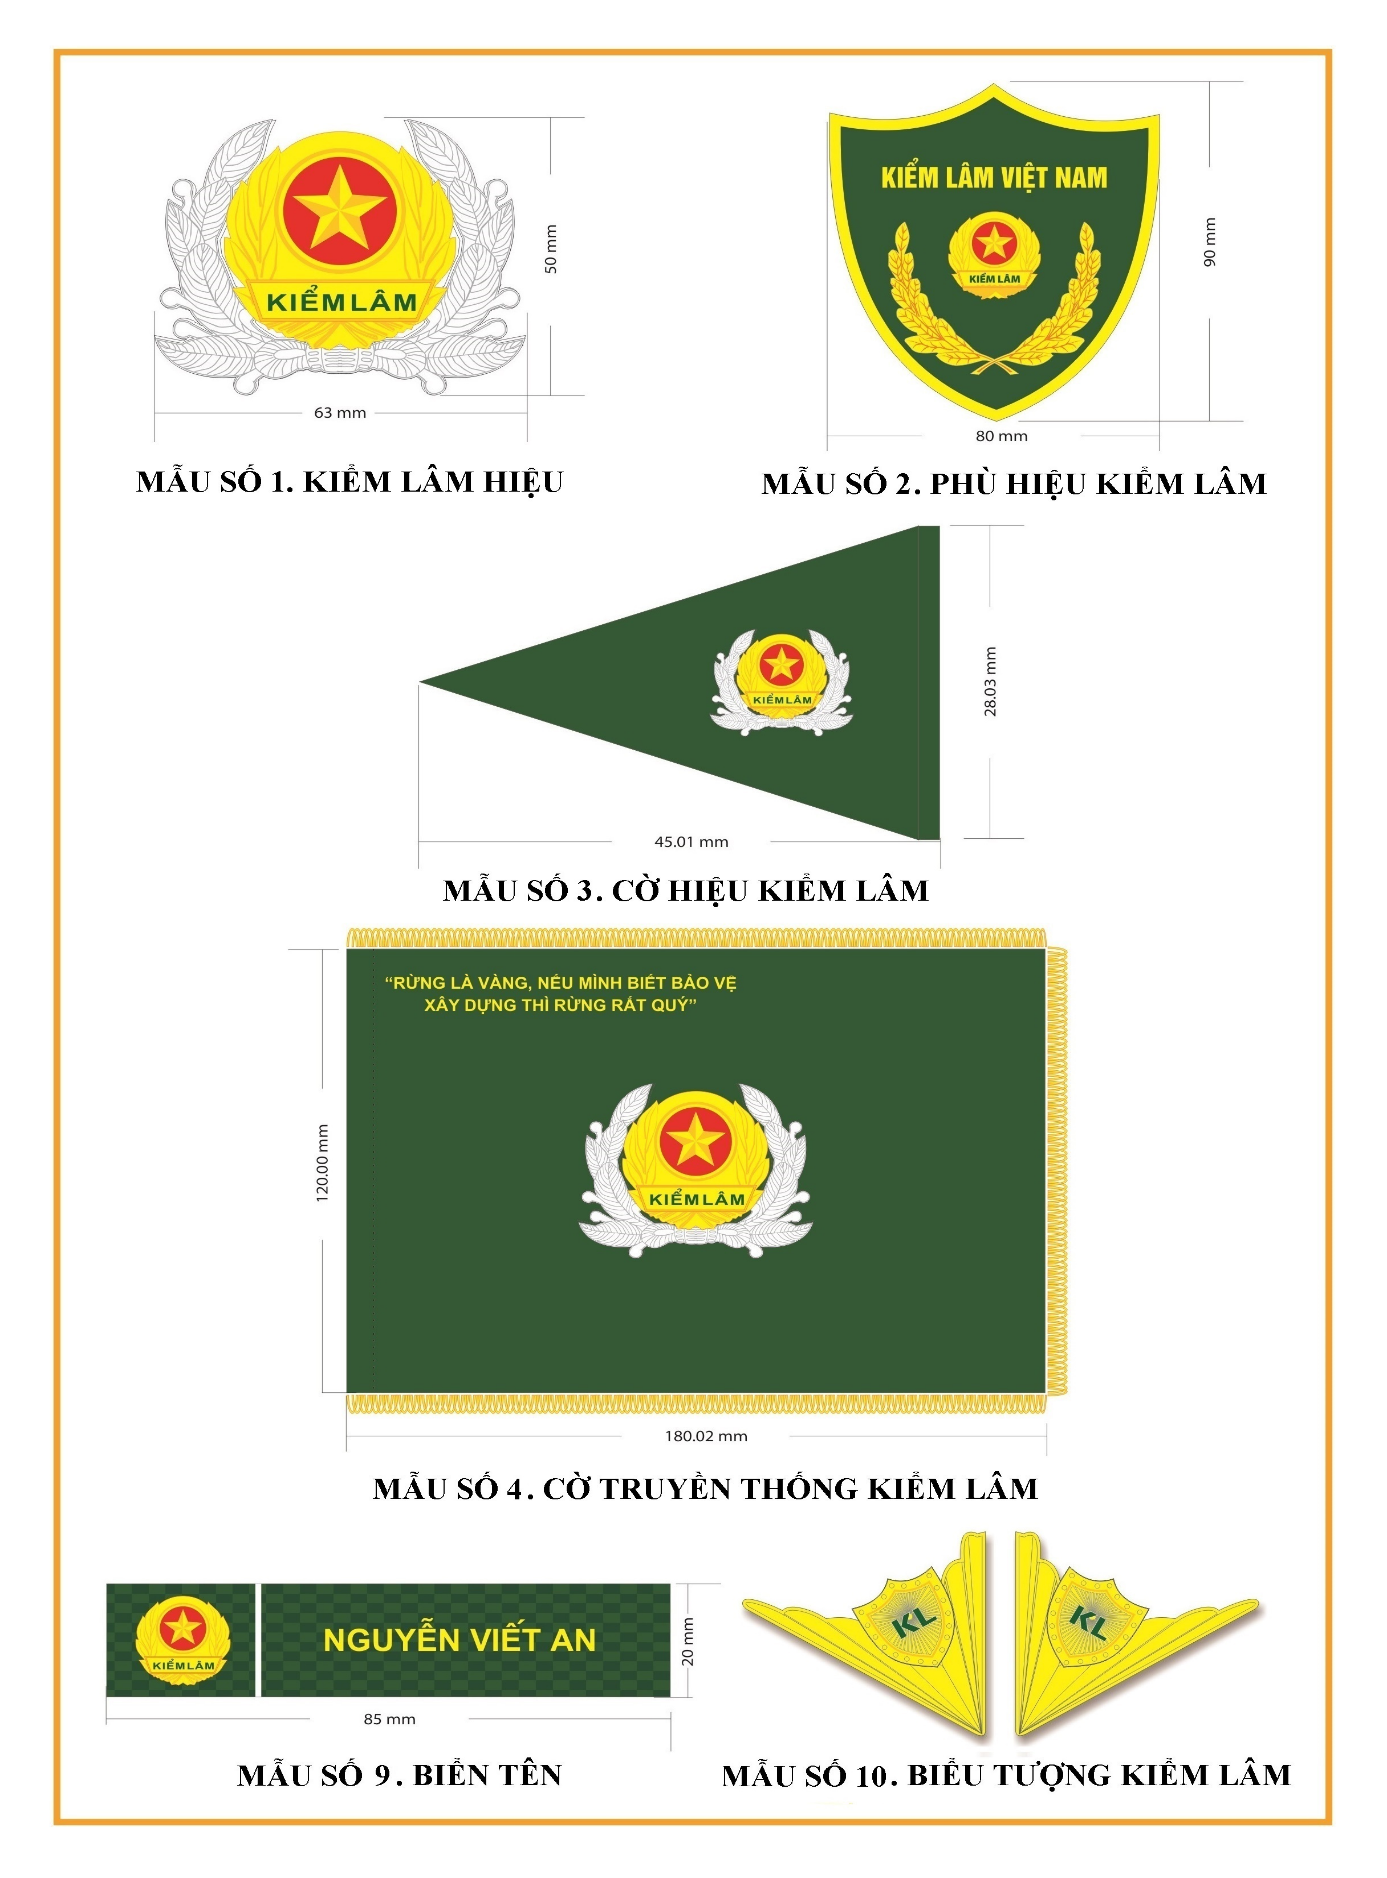 KIỂM LÂM
50 mm
63 mm
MẪU SỐ 1. KIỂM LÂM HIỆU
KIỂM LÂM VIỆT NAM
KIỂM LÂM
90 mm
80 mm
MẪU SỐ 2. PHÙ HIỆU KIỂM LÂM
KIỂM LÂM
28.03 mm
45.01 mm
MẪU SỐ 3. CỜ HIỆU KIỂM LÂM
“RỪNG LÀ VÀNG, NẾU MÌNH BIẾT BẢO VỆ
XÂY DỰNG THÌ RỪNG RẤT QUÝ”
KIỂM LÂM
120.00 mm
180.02 mm
MẪU SỐ 4. CỜ TRUYỀN THỐNG KIỂM LÂM
KIỂM LÂM
NGUYỄN VIẾT AN
20 mm
85 mm
MẪU SỐ 9. BIỂN TÊN
KL
KL
MẪU SỐ 10. BIỂU TƯỢNG KIỂM LÂM